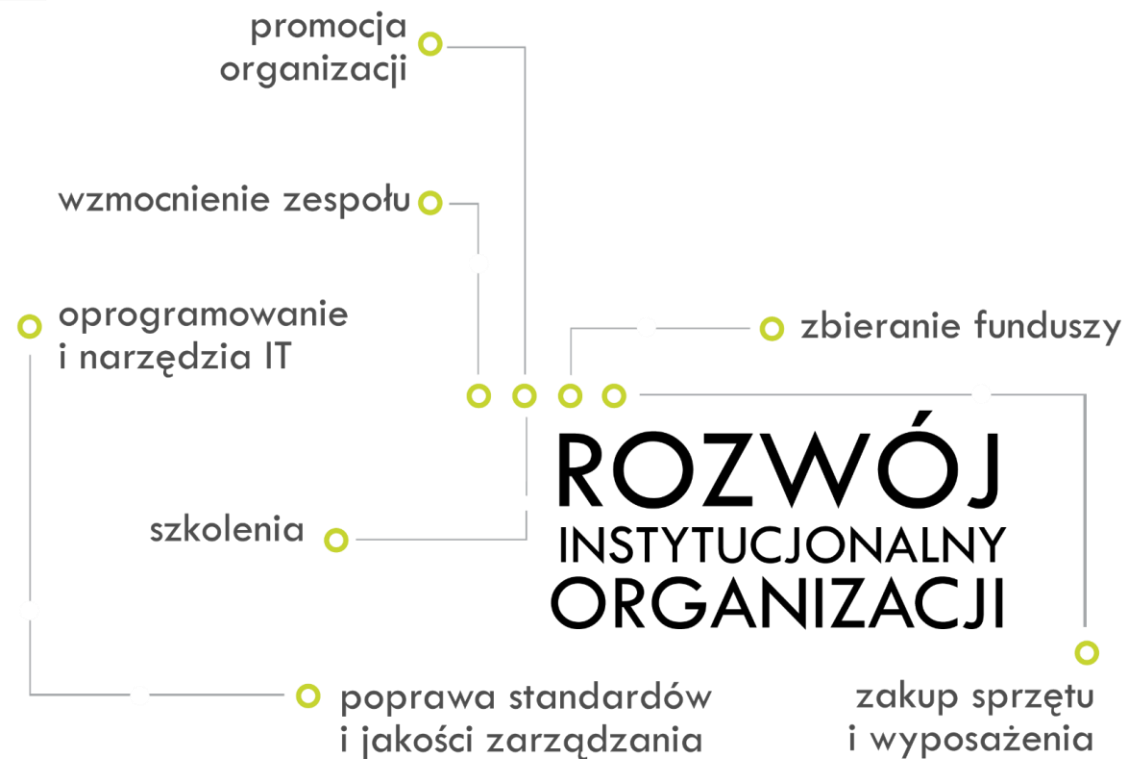 promocja
organizacji
wzmocnienie zespołu
oprogramowanie
i narzędzia IT
zbieranie funduszy
ROZWÓJ
INSTYTUCJONALNY
ORGANIZACJI
szkolenia
poprawa standardów
i jakości zarządzania
zakup sprzętu
i wyposażenia